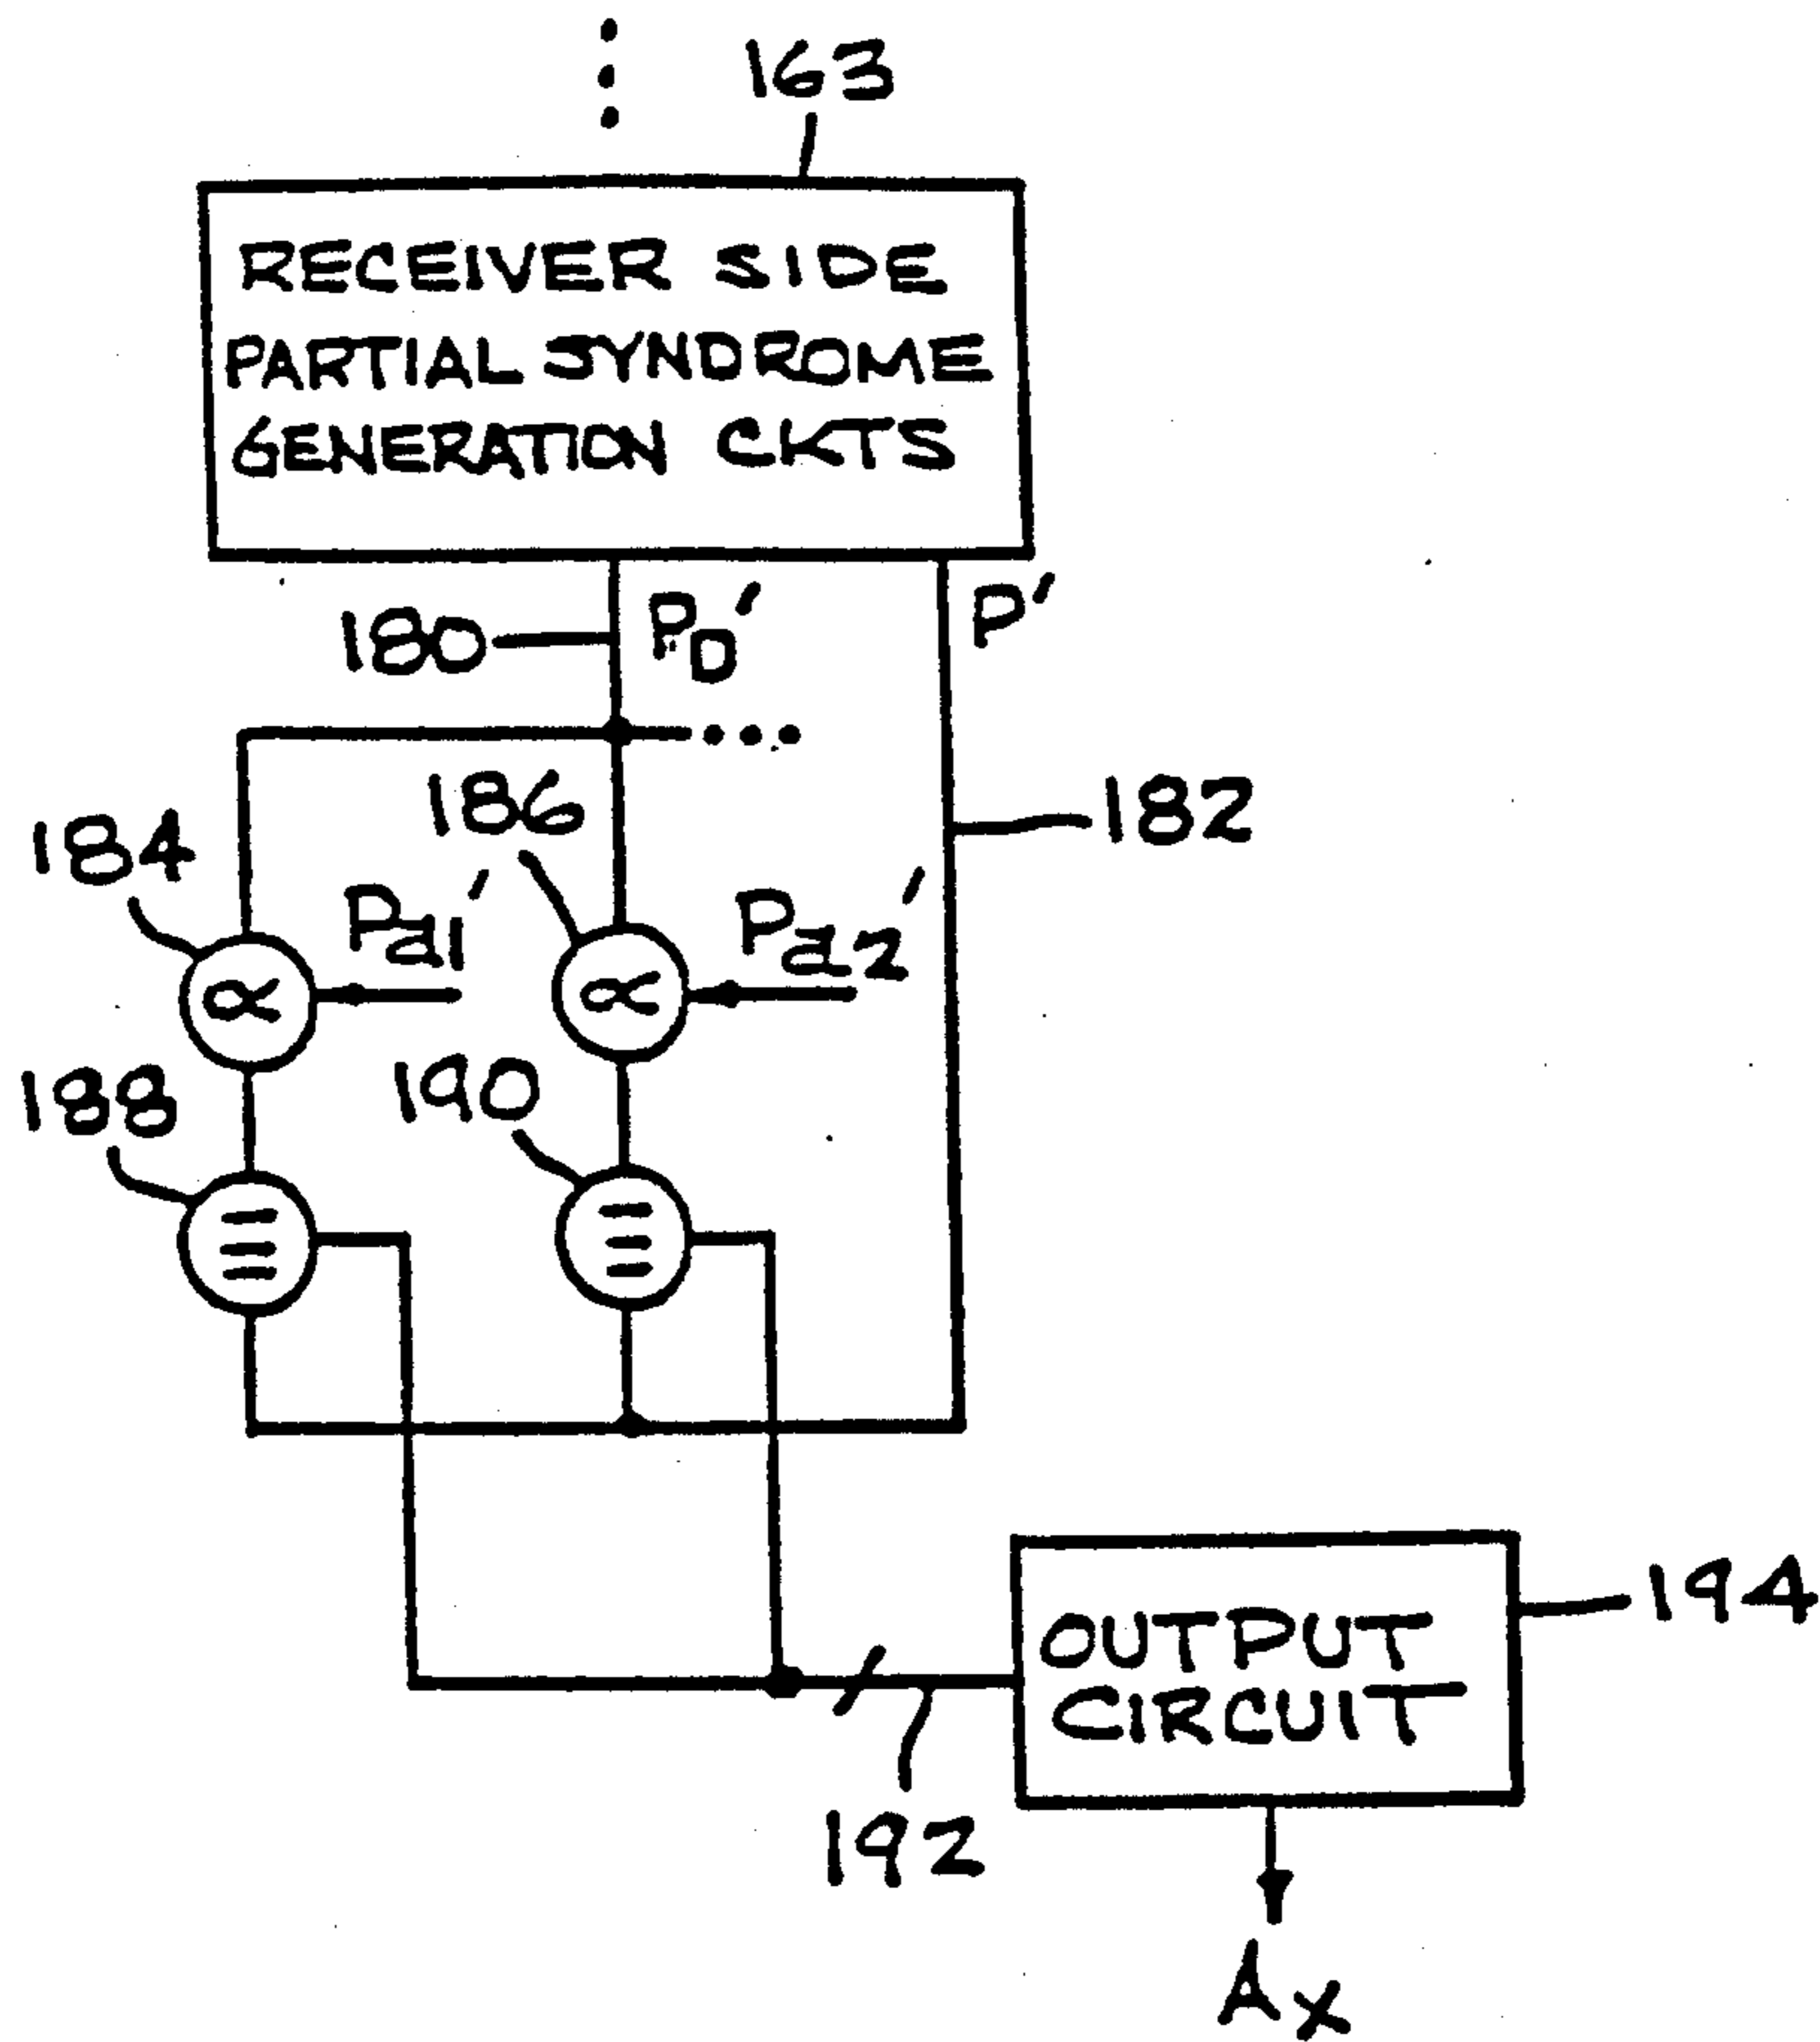 163
RECEIVER SIDE
PARTIAL SYNDROME
GENERATION CKTS
180
PD'
P'
182
184
186
Pa1'
Pa2'
∝
∝
188
190
≡
≡
192
OUTPUT
CIRCUIT
194
Ax